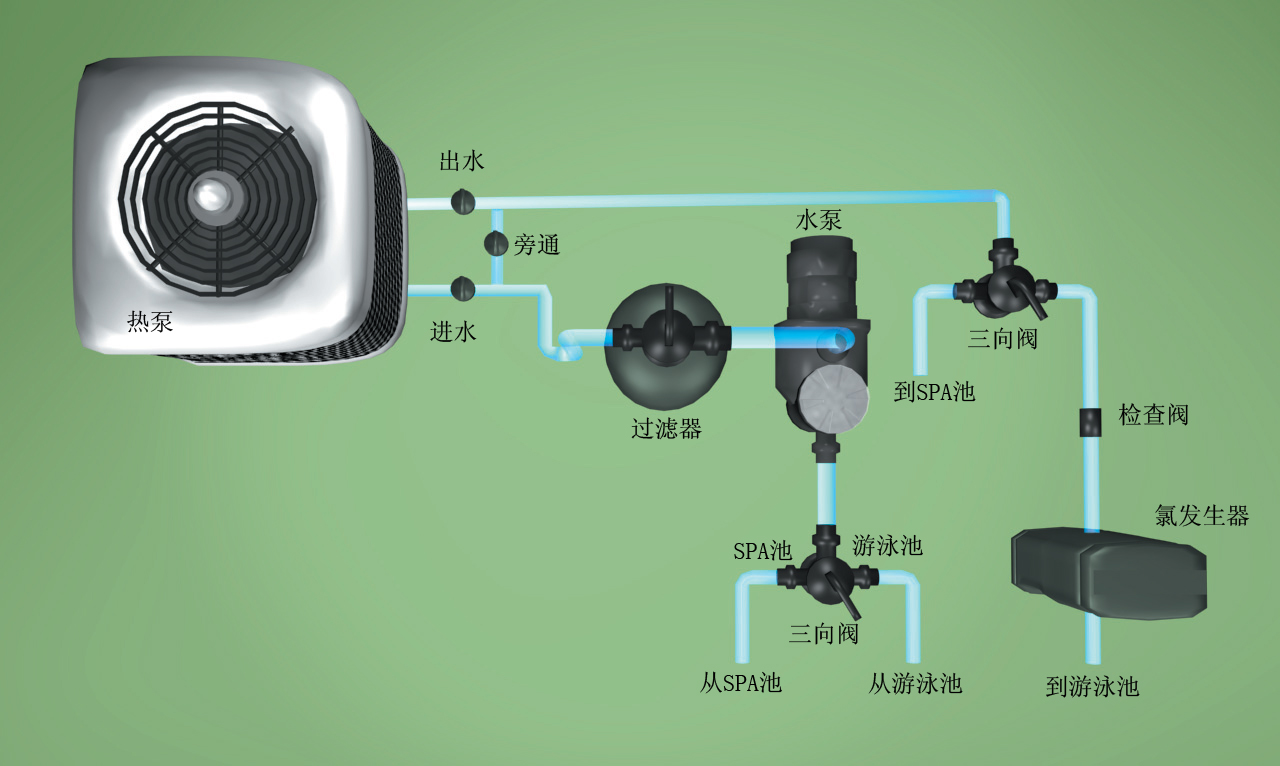 出水
水泵
旁通
热泵
进水
三向阀
到SPA池
检查阀
过滤器
氯发生器
SPA池
游泳池
三向阀
从SPA池
从游泳池
到游泳池